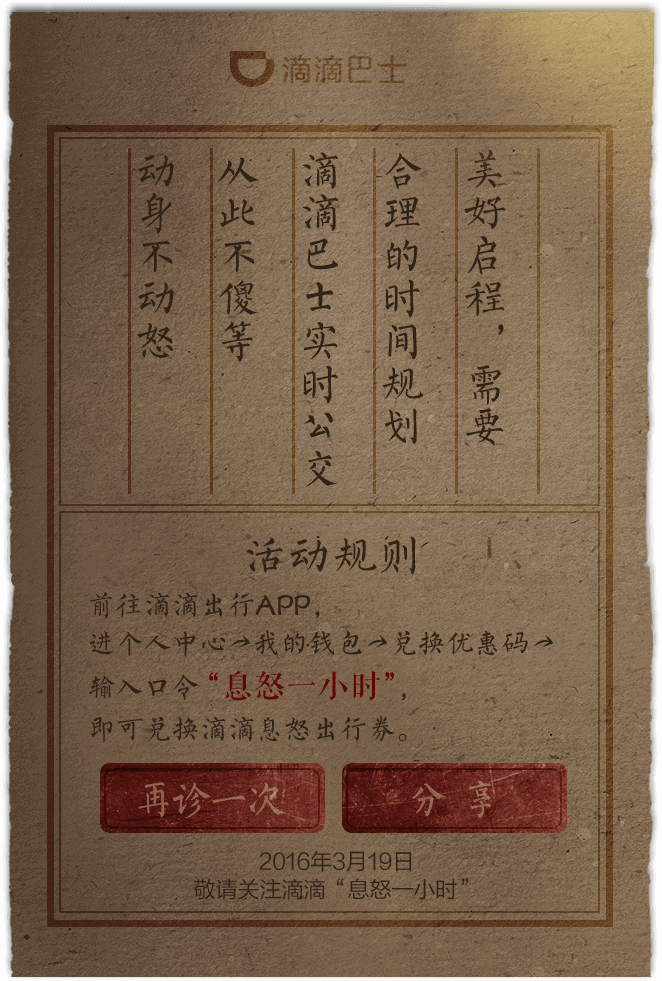 滴滴巴士
美好启程，需要
合理的时间规划
滴滴巴士实时公交
从此不傻等
动身不动怒
活动规则
前往滴滴出行APP，
进个人中心→我的钱包→兑换优惠码→
输入口令“息怒一小时”，
即可兑换滴滴息怒出行券。
再诊一次
分享
2016年3月19日
敬请关注滴滴“息怒一小时”